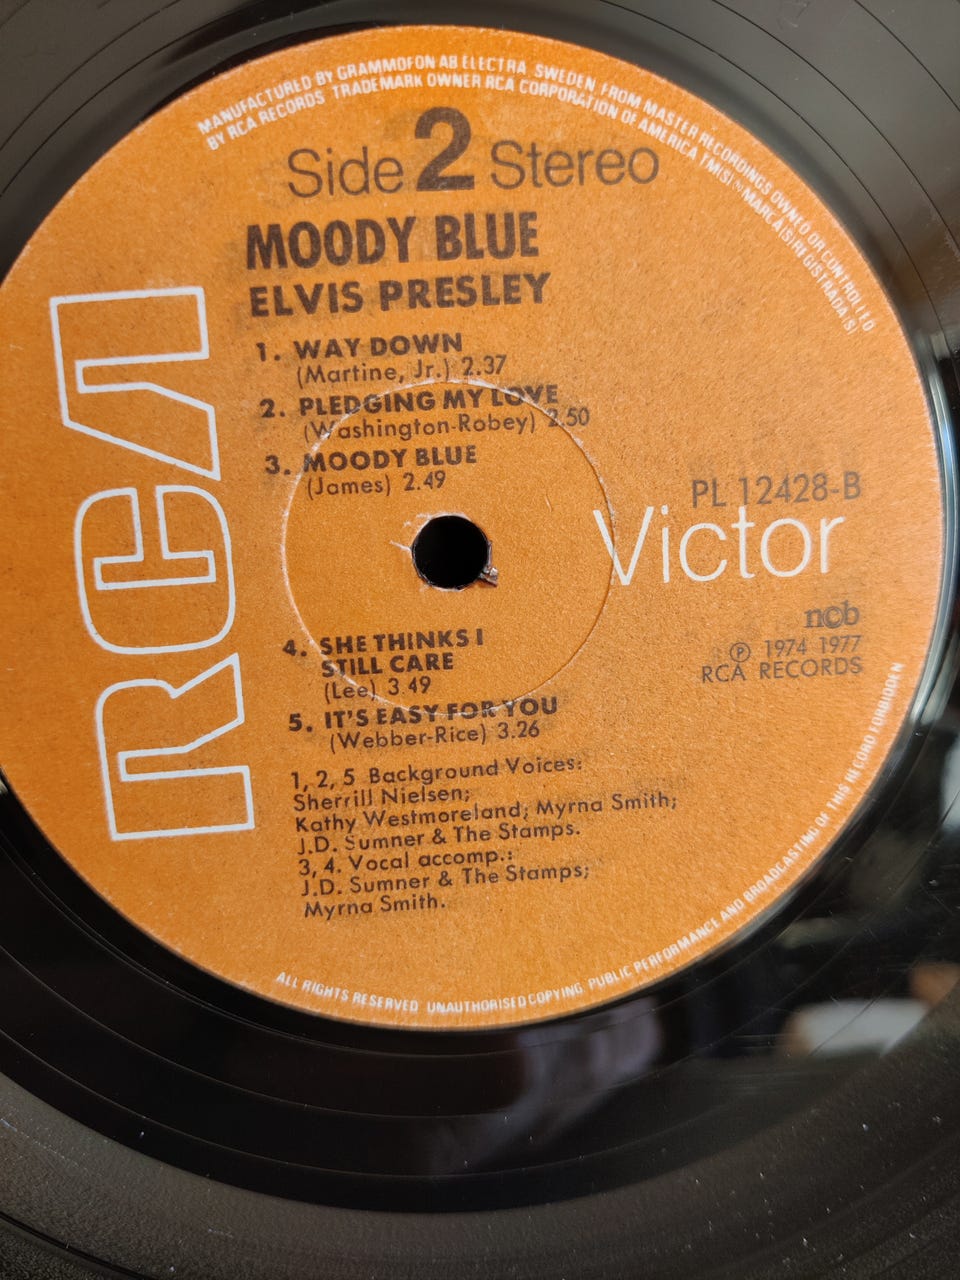 MANUFACTURED BY GRAMMOFON AB ELECTRA, SWEDEN, FROM MASTER RECORDINGS OWNED OR CONTROLLED
BY RCA RECORDS TRADEMARK OWNER RCA CORPORATION OF AMERICA TM(S)® MARCA(S) REGISTRADA(S)
Side 2 Stereo
MOODY BLUE
ELVIS PRESLEY
RCA
1. WAY DOWN
(Martine, Jr.) 2.37
2. PLEDGING MY LOVE
(Washington-Robey) 2.50
3. MOODY BLUE
(James) 2.49
PL 12428-B
Victor
ncb
Ⓟ 1974 1977
RCA RECORDS
4. SHE THINKS I
STILL CARE
(Lee) 3.49
5. IT'S EASY FOR YOU
(Webber-Rice) 3.26
1, 2, 5 Background Voices:
Sherrill Nielsen;
Kathy Westmoreland; Myrna Smith;
J.D. Sumner & The Stamps.
3, 4. Vocal accomp.:
J.D. Sumner & The Stamps;
Myrna Smith.
ALL RIGHTS RESERVED UNAUTHORISED COPYING, PUBLIC PERFORMANCE AND BROADCASTING OF THIS RECORD FORBIDDEN